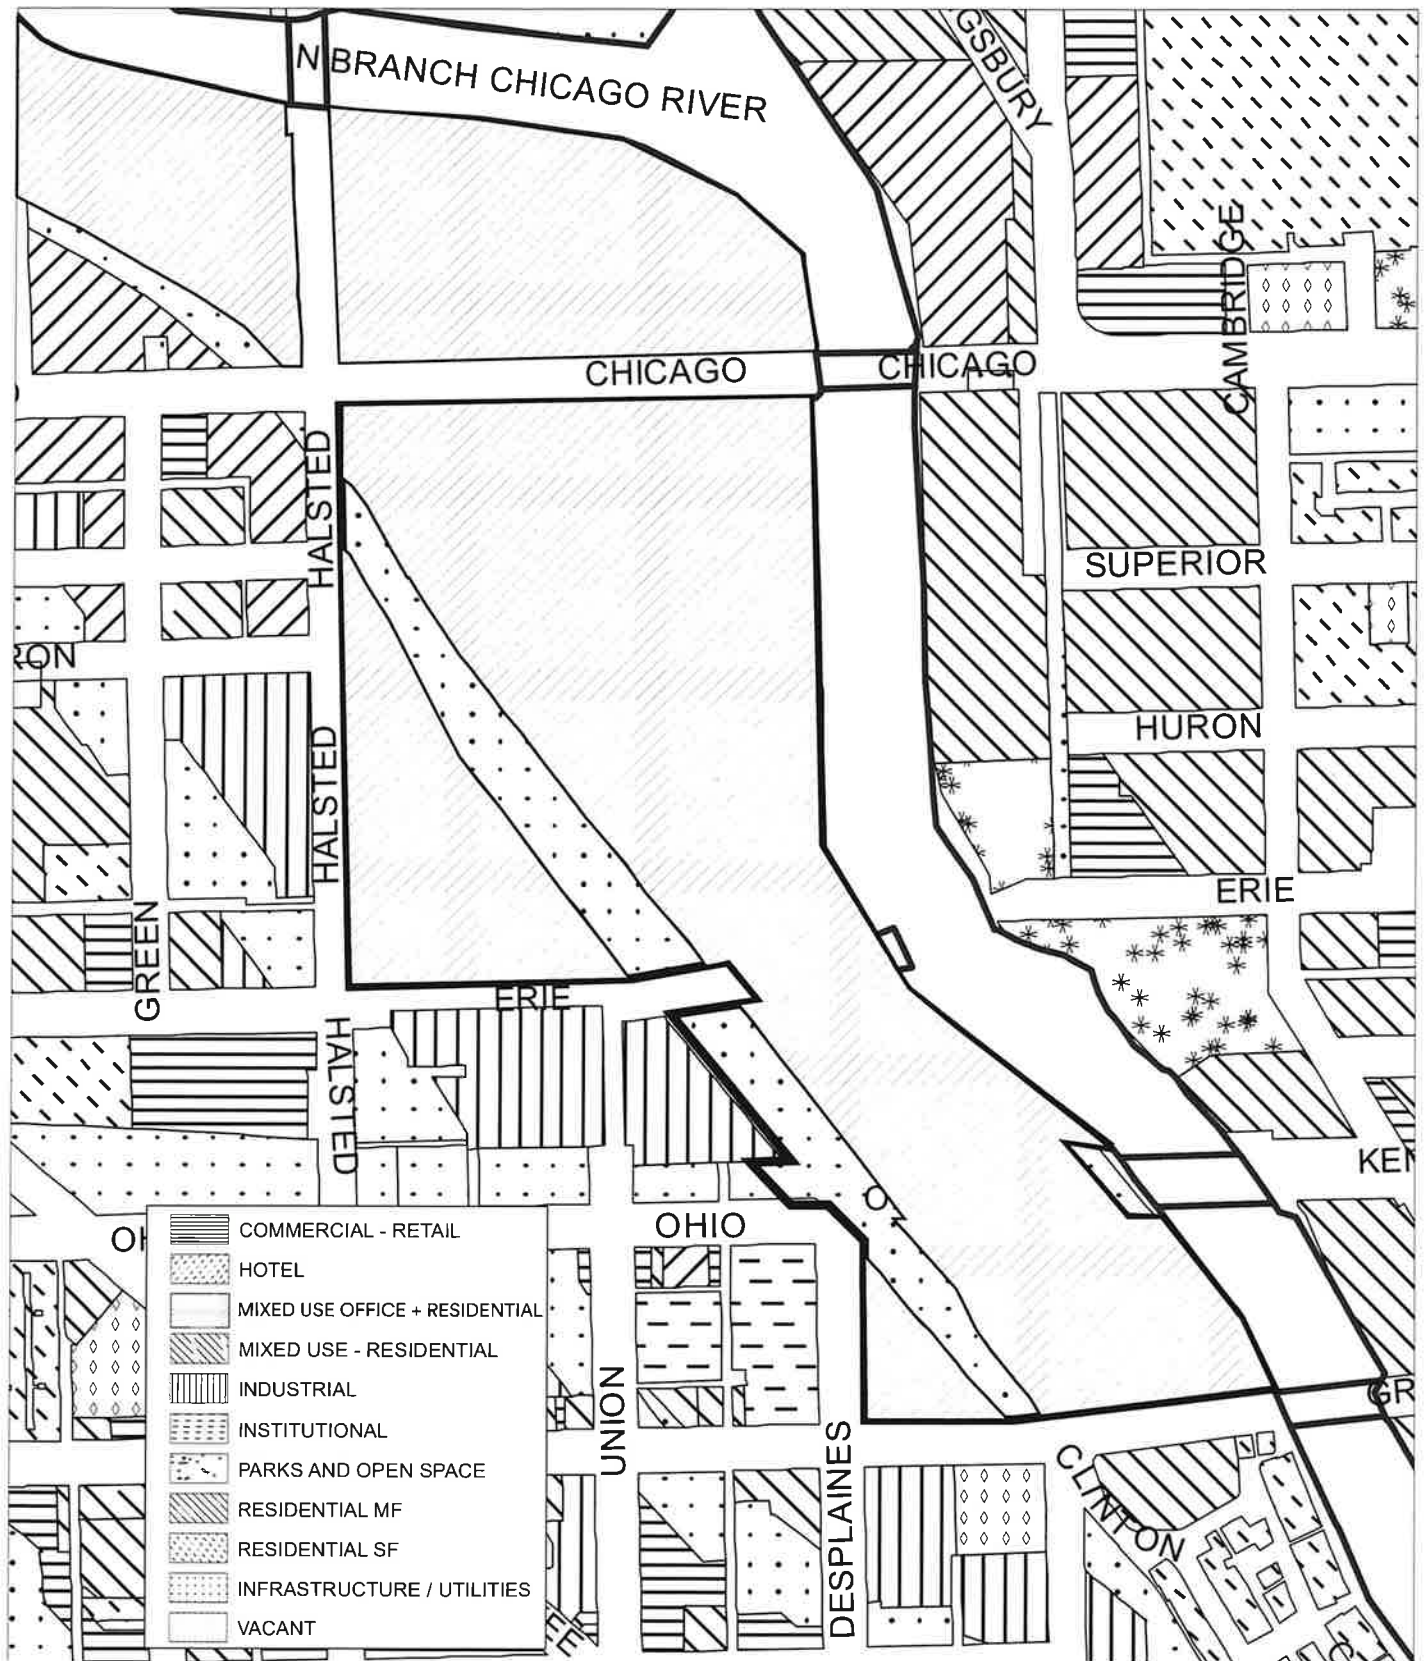 N BRANCH CHICAGO RIVER
GSBURY
CAMBRIDGE
CHICAGO
CHICAGO
HALSTED
SUPERIOR
RON
HURON
HALSTED
ERIE
GREEN
ERIE
HALSTED
KEN
OHIO
OH
COMMERCIAL - RETAIL
HOTEL
MIXED USE OFFICE + RESIDENTIAL
MIXED USE - RESIDENTIAL
INDUSTRIAL
INSTITUTIONAL
PARKS AND OPEN SPACE
RESIDENTIAL MF
RESIDENTIAL SF
INFRASTRUCTURE / UTILITIES
VACANT
UNION
DESPLAINES
GR
CLINTON
EE